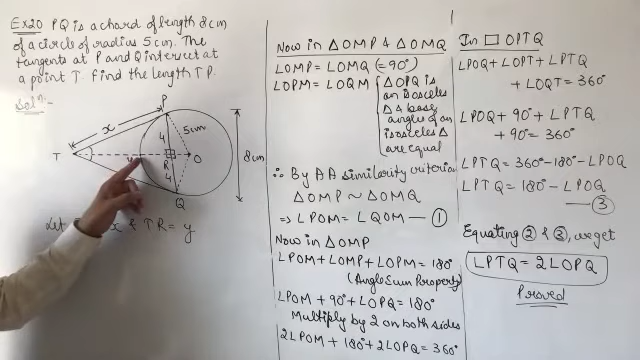 Ex20 PQ is a chord of length 8cm
of a circle of radius 5cm. The
tangents at P and Q intersect at
a point T. Find the length TP.
Solⁿ:
P
x
5cm
4
T
y
R
O
4
8cm
Q
Let x & TR = y
Now in △OMP & △OMQ
∠OMP = ∠OMQ (= 90°)
∠OPM = ∠OQM
△OPQ is
an isosceles
△ & base
angles of an
isosceles △
are equal
∴ By AA similarity criterion
△OMP ~ △OMQ
⇒ ∠POM = ∠QOM — ①
Now in △OMP
∠POM + ∠OMP + ∠OPM = 180°
(Angle Sum Property)
∠POM + 90° + ∠OPQ = 180°
Multiply by 2 on both sides
2∠POM + 180° + 2∠OPQ = 360°
In □ OPTQ
∠POQ + ∠OPT + ∠PTQ
+ ∠OQT = 360°
∠POQ + 90° + ∠PTQ
+ 90° = 360°
∠PTQ = 360° - 180° - ∠POQ
∠PTQ = 180° - ∠POQ
— ③
Equating ② & ③, we get
∠PTQ = 2∠OPQ
Proved